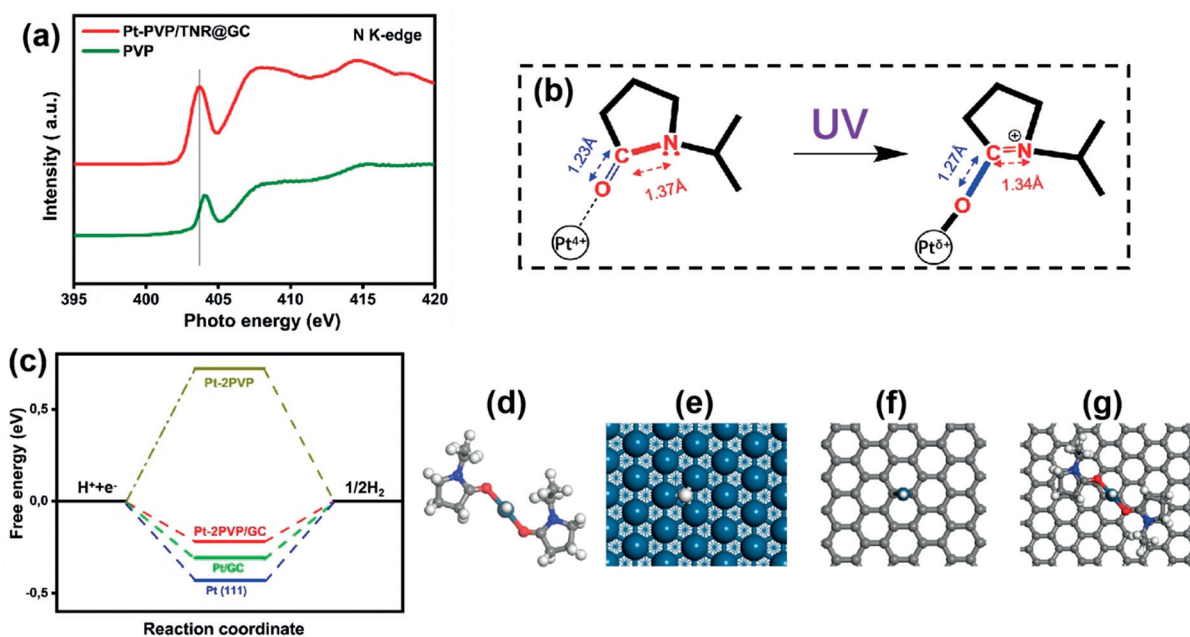 (a)
Pt-PVP/TNR@GC
PVP
N K-edge
Intensity ( a.u.)
395 400 405 410 415 420
Photo energy (eV)
(b)
UV
1.23Å
C
N
O
1.37Å
Pt4+
1.27Å
C=N
⊕
O
1.34Å
Ptδ+
(c)
Free energy (eV)
0,5
0,0
-0,5
Pt-2PVP
H⁺+e⁻
1/2H₂
Pt-2PVP/GC
Pt/GC
Pt (111)
Reaction coordinate
(d)
(e)
(f)
(g)